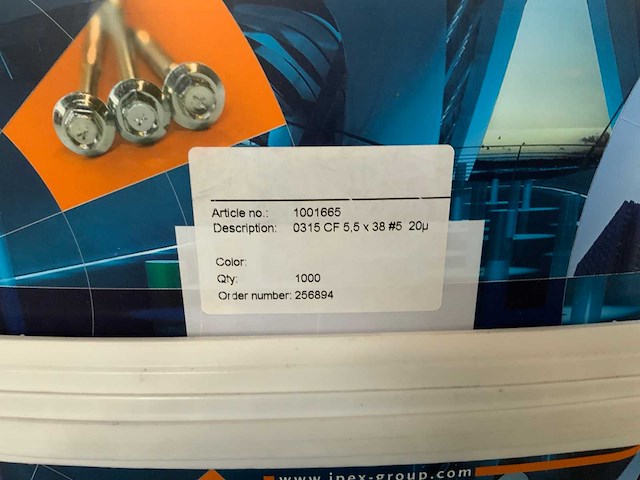 Article no.: 1001665
Description: 0315 CF 5,5 x 38 #5 20µ
Color:
Qty: 1000
Order number: 256894
www.ipex-group.com